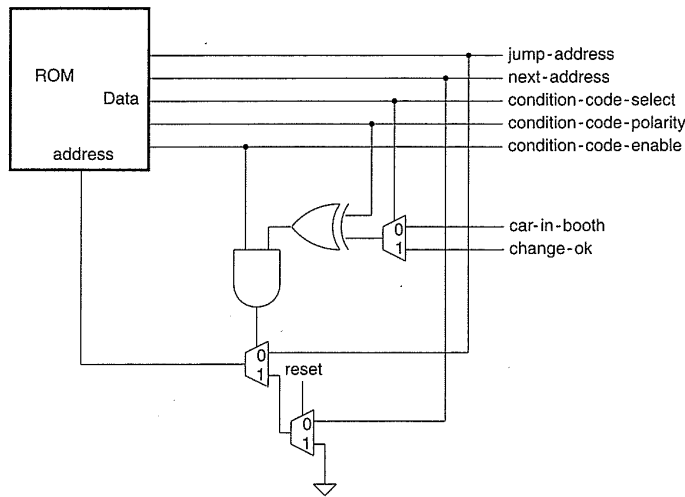 jump-address
ROM
next-address
Data
condition-code-select
condition-code-polarity
address
condition-code-enable
0
car-in-booth
1
change-ok
0
1
reset
0
1